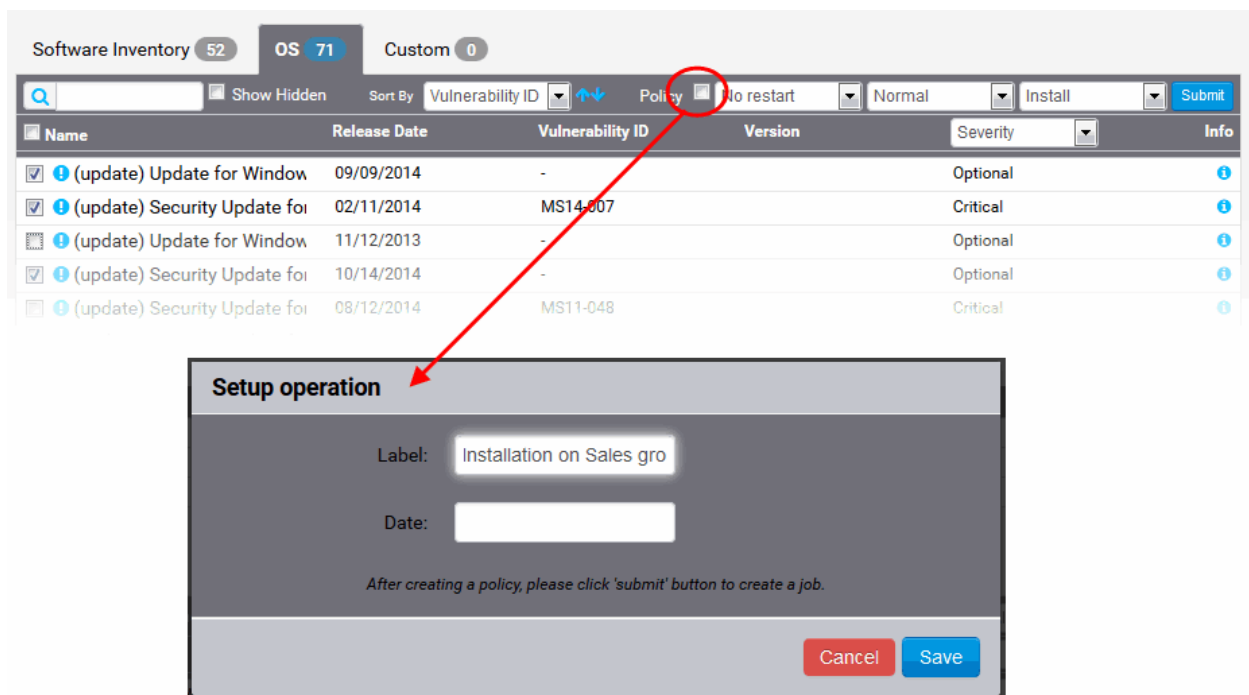 Software Inventory 52 OS 71 Custom 0
Show Hidden Sort By Vulnerability ID Policy No restart Normal Install Submit
Name Release Date Vulnerability ID Version Severity Info
(update) Update for Window 09/09/2014 - Optional
(update) Security Update for 02/11/2014 MS14-007 Critical
(update) Update for Window 11/12/2013 - Optional
(update) Security Update for 10/14/2014 - Optional
(update) Security Update for 08/12/2014 MS11-048 Critical
Setup operation
Label: Installation on Sales gro
Date:
After creating a policy, please click 'submit' button to create a job.
Cancel Save